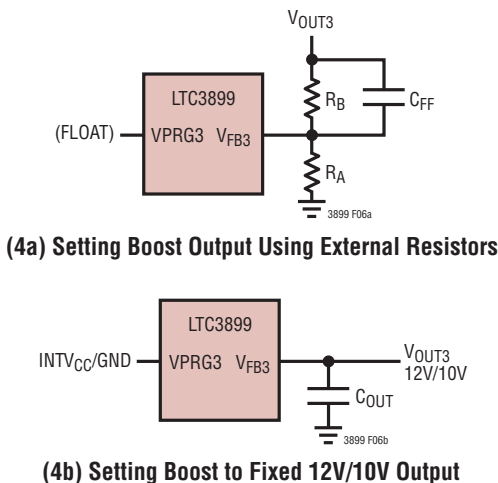 VOUT3
LTC3899
RB
CFF
(FLOAT)
VPRG3 VFB3
RA
3899 F06a
(4a) Setting Boost Output Using External Resistors
LTC3899
INTVCC/GND
VPRG3 VFB3
VOUT3
12V/10V
COUT
3899 F06b
(4b) Setting Boost to Fixed 12V/10V Output